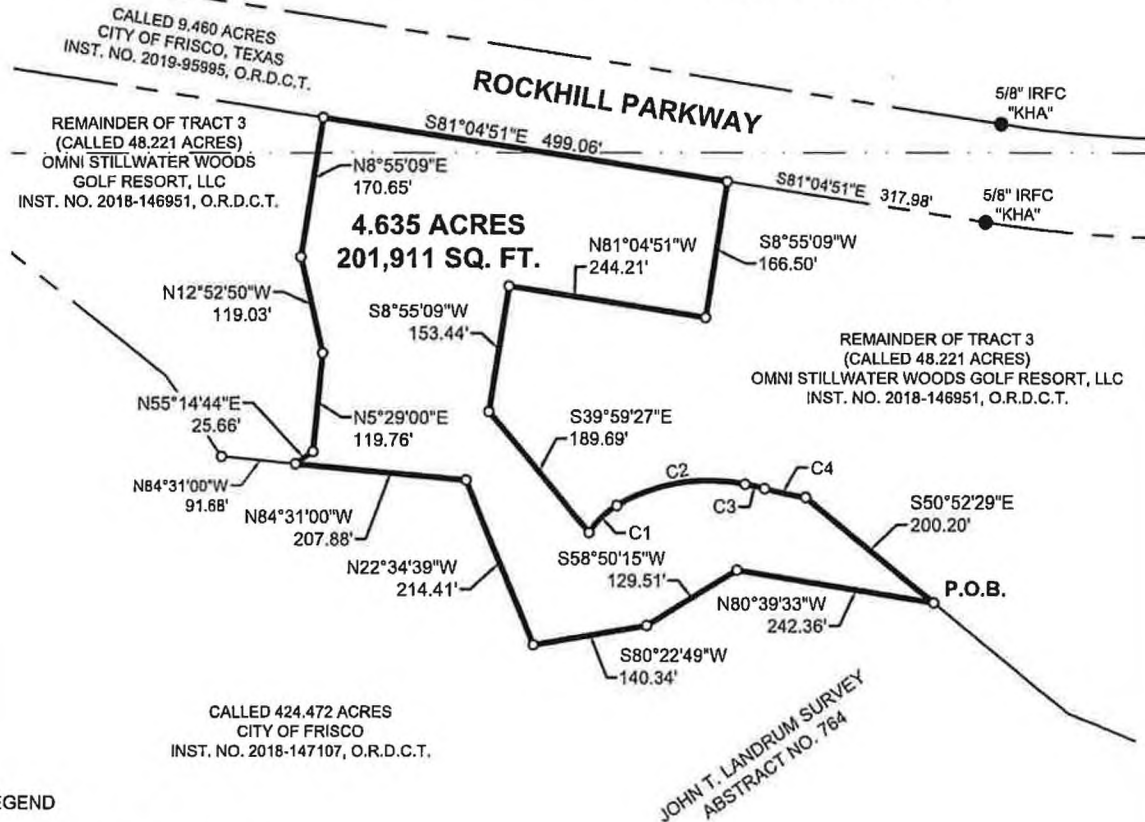 CALLED 9.460 ACRES
CITY OF FRISCO, TEXAS
INST. NO. 2019-95995, O.R.D.C.T.
ROCKHILL PARKWAY
5/8" IRFC
"KHA"
REMAINDER OF TRACT 3
(CALLED 48.221 ACRES)
OMNI STILLWATER WOODS
GOLF RESORT, LLC
INST. NO. 2018-146951, O.R.D.C.T.
S81°04'51"E 499.06'
N8°55'09"E
170.65'
S81°04'51"E 317.98'
5/8" IRFC
"KHA"
4.635 ACRES
201,911 SQ. FT.
N81°04'51"W
244.21'
S8°55'09"W
166.50'
N12°52'50"W
119.03'
S8°55'09"W
153.44'
REMAINDER OF TRACT 3
(CALLED 48.221 ACRES)
OMNI STILLWATER WOODS GOLF RESORT, LLC
INST. NO. 2018-146951, O.R.D.C.T.
N55°14'44"E
25.66'
N5°29'00"E
119.76'
S39°59'27"E
189.69'
C2
C4
C3
C1
N84°31'00"W
91.68'
N84°31'00"W
207.88'
S50°52'29"E
200.20'
S58°50'15"W
129.51'
N22°34'39"W
214.41'
N80°39'33"W
242.36'
P.O.B.
S80°22'49"W
140.34'
CALLED 424.472 ACRES
CITY OF FRISCO
INST. NO. 2018-147107, O.R.D.C.T.
JOHN T. LANDRUM SURVEY
ABSTRACT NO. 764
EGEND